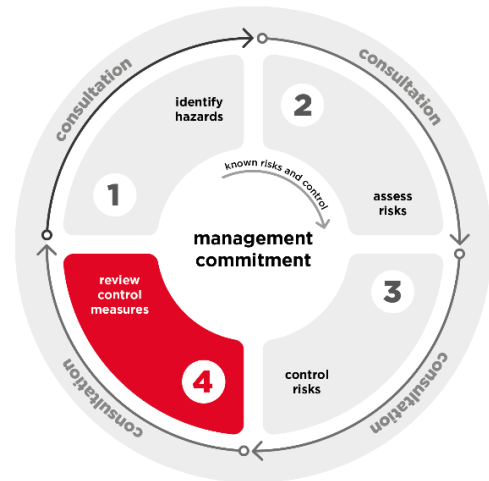 consultation
consultation
identify
hazards
2
known risks and control
1
assess
risks
management
commitment
review
control
measures
3
4
control
risks
consultation
consultation